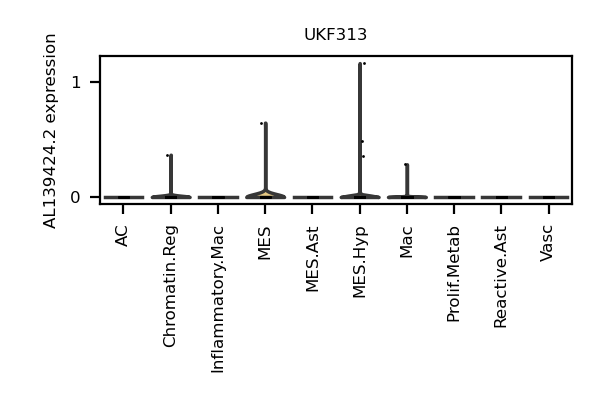 UKF313
AL139424.2 expression
1
0
AC
Chromatin.Reg
Inflammatory.Mac
MES
MES.Ast
MES.Hyp
Mac
Prolif.Metab
Reactive.Ast
Vasc